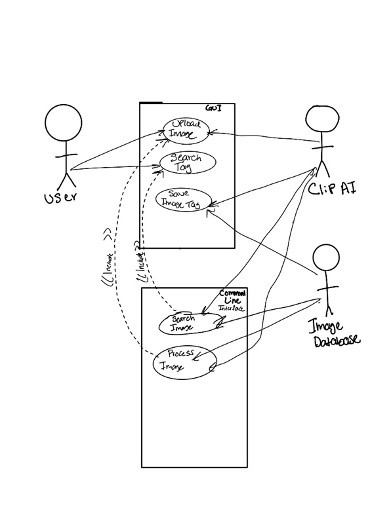 GUI
Upload
Image
Search
Tag
Save
Image Tag
User
CliP AI
<<Include>>
<<Include>>
Command
Line
Interface
Search
Image
Process
Image
Image
Database